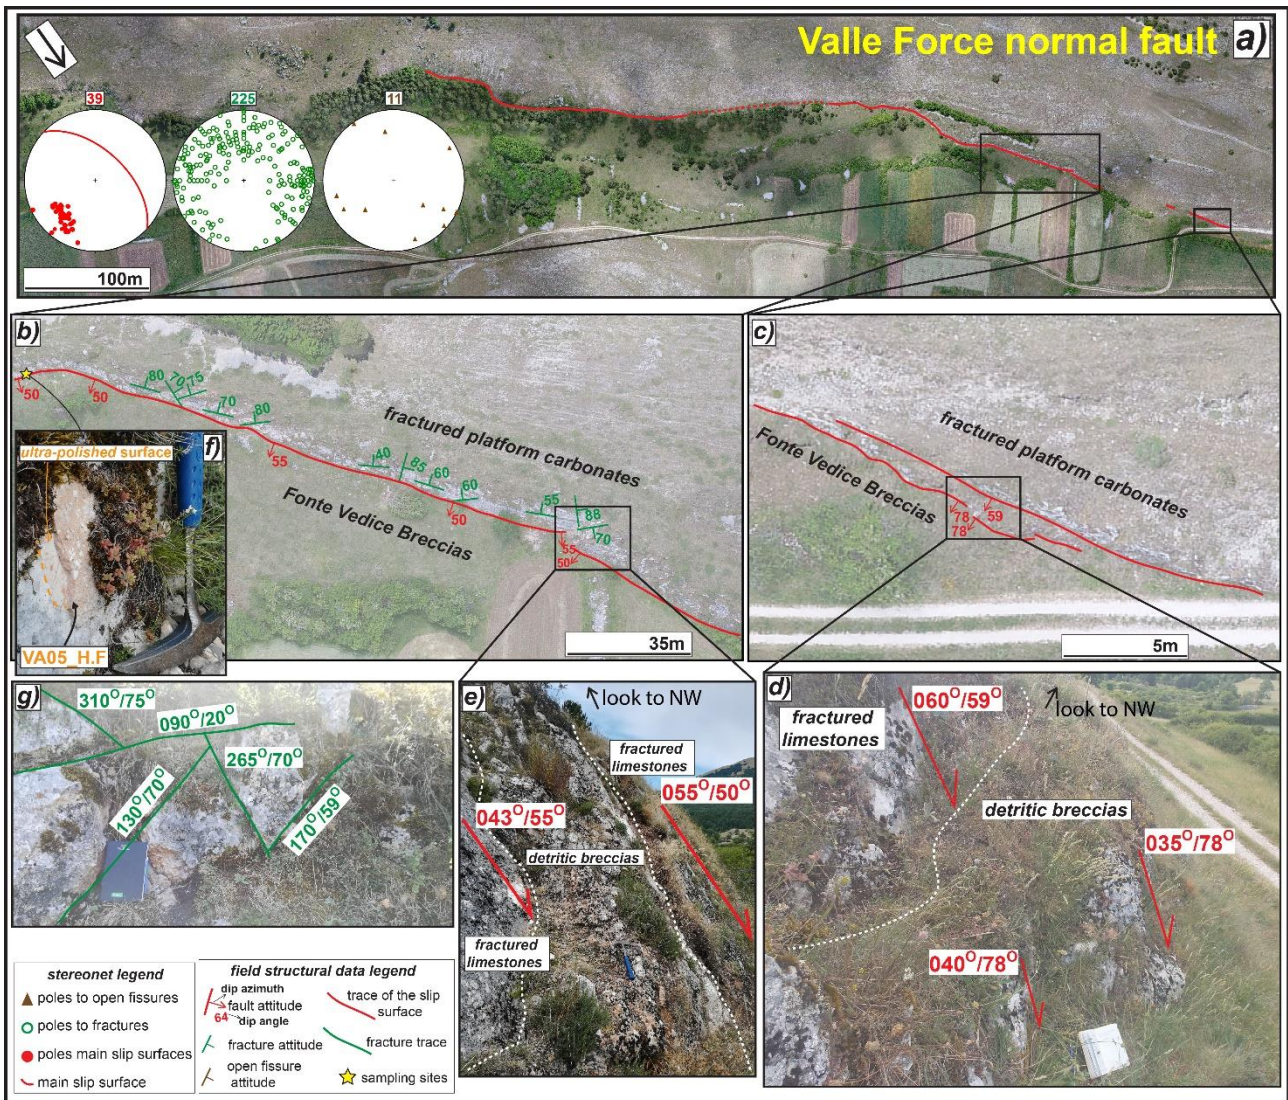 Valle Force normal fault
a)
39
225
11
100m
b)
50
50
80
70
75
70
80
55
40
85
60
60
50
55
88
70
55
50
fractured platform carbonates
Fonte Vedice Breccias
35m
f)
ultra-polished surface
VA05_H.F
c)
fractured platform carbonates
Fonte Vedice Breccias
78
78
59
5m
g)
310°/75°
090°/20°
265°/70°
130°/70°
170°/59°
e)
look to NW
fractured
limestones
055°/50°
043°/55°
detritic breccias
fractured
limestones
d)
look to NW
060°/59°
fractured
limestones
detritic breccias
035°/78°
040°/78°
stereonet legend
poles to open fissures
poles to fractures
poles main slip surfaces
main slip surface
field structural data legend
dip azimuth
fault attitude
64
dip angle
fracture attitude
open fissure
attitude
trace of the slip
surface
fracture trace
sampling sites